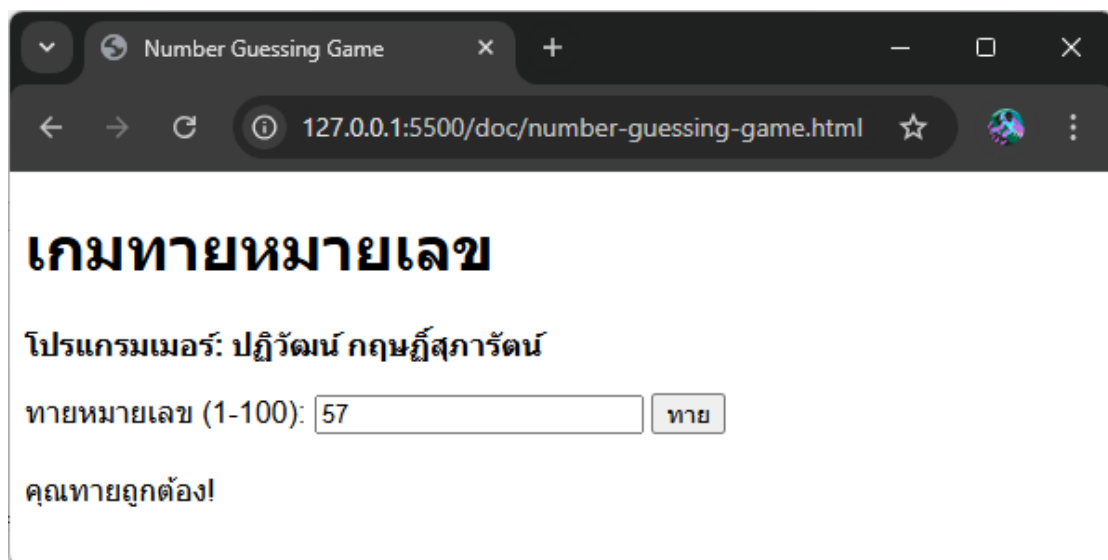 Number Guessing Game
127.0.0.1:5500/doc/number-guessing-game.html
เกมทายหมายเลข
โปรแกรมเมอร์: ปฏิวัฒน์ กฤษฏิ์สุภารัตน์
ทายหมายเลข (1-100): 57 ทาย
คุณทายถูกต้อง!